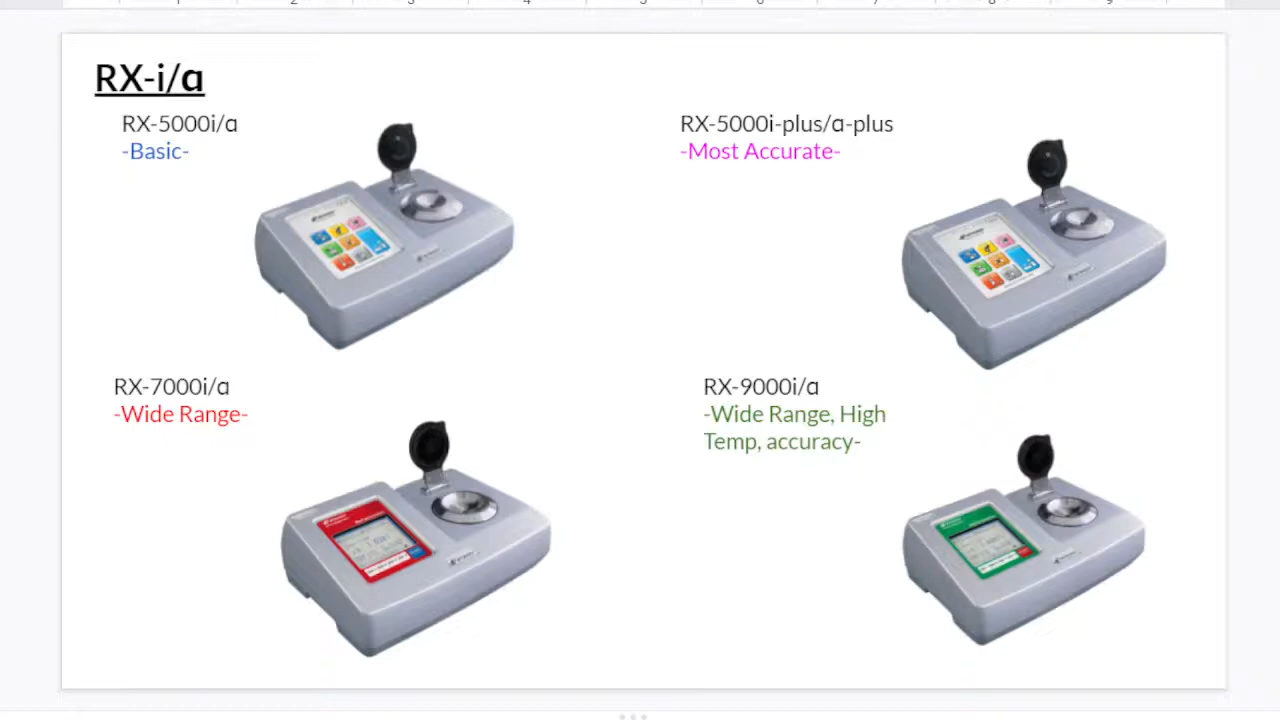 RX-i/α
RX-5000i/α
-Basic-
RX-5000i-plus/α-plus
-Most Accurate-
RX-7000i/α
-Wide Range-
RX-9000i/α
-Wide Range, High
Temp, accuracy-